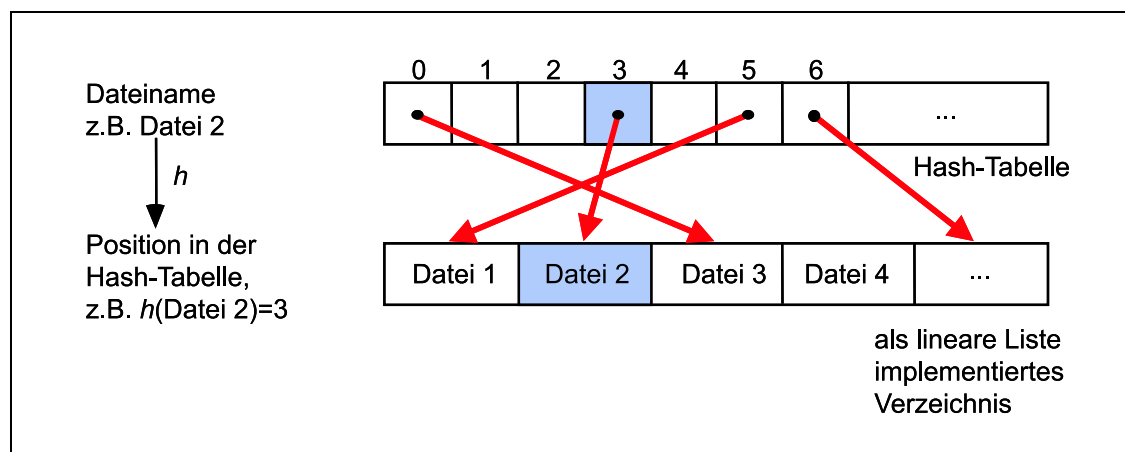 Dateiname
z.B. Datei 2
h
Position in der
Hash-Tabelle,
z.B. h(Datei 2)=3
0 1 2 3 4 5 6
...
Hash-Tabelle
Datei 1 Datei 2 Datei 3 Datei 4 ...
als lineare Liste
implementiertes
Verzeichnis